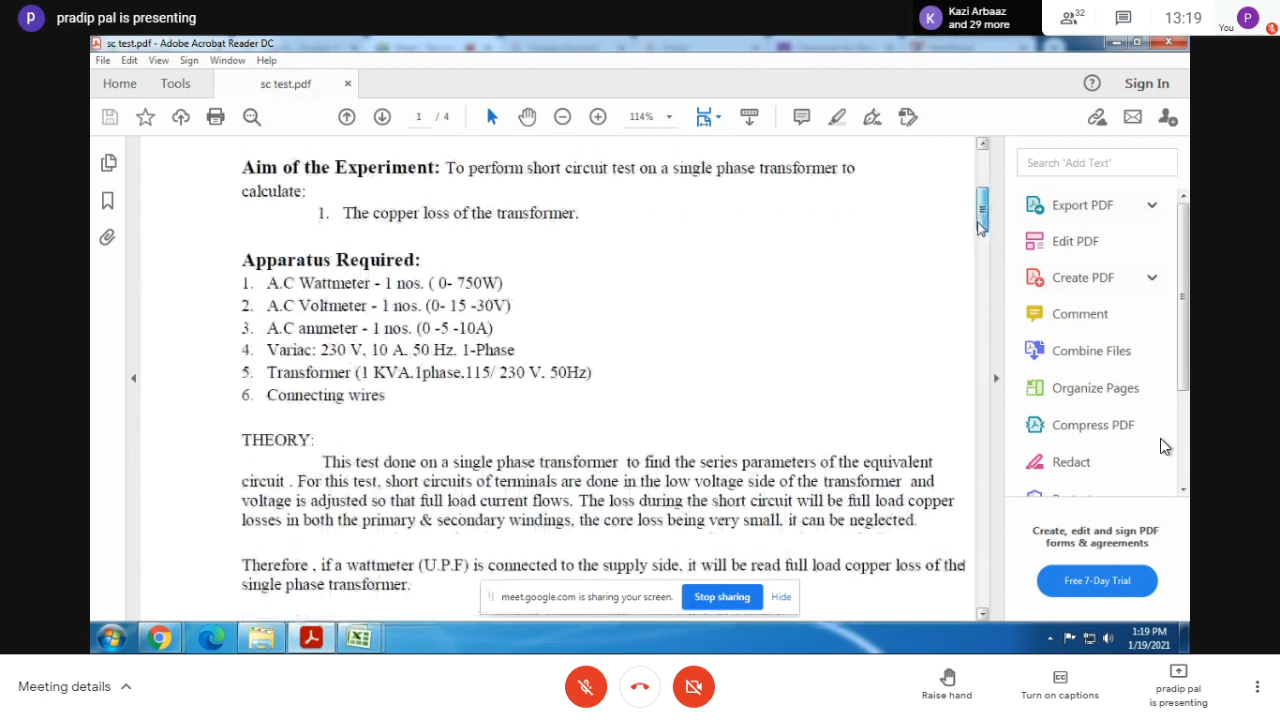 p pradip pal is presenting
K Kazi Arbaaz
and 29 more
32
13:19
You
P
sc test.pdf - Adobe Acrobat Reader DC
File Edit View Sign Window Help
Home Tools sc test.pdf × Sign In
1 / 4 114%
Aim of the Experiment: To perform short circuit test on a single phase transformer to
calculate:
1. The copper loss of the transformer.
Apparatus Required:
1. A.C Wattmeter - 1 nos. ( 0- 750W)
2. A.C Voltmeter - 1 nos. (0- 15 -30V)
3. A.C ammeter - 1 nos. (0 -5 -10A)
4. Variac: 230 V, 10 A, 50 Hz, 1-Phase
5. Transformer (1 KVA,1phase,115/ 230 V, 50Hz)
6. Connecting wires
THEORY:
This test done on a single phase transformer to find the series parameters of the equivalent
circuit . For this test, short circuits of terminals are done in the low voltage side of the transformer and
voltage is adjusted so that full load current flows. The loss during the short circuit will be full load copper
losses in both the primary & secondary windings, the core loss being very small, it can be neglected.
Therefore , if a wattmeter (U.P.F) is connected to the supply side, it will be read full load copper loss of the
single phase transformer.
Search 'Add Text'
Export PDF
Edit PDF
Create PDF
Comment
Combine Files
Organize Pages
Compress PDF
Redact
Create, edit and sign PDF
forms & agreements
Free 7-Day Trial
meet.google.com is sharing your screen. Stop sharing Hide
1:19 PM
1/19/2021
Meeting details
Raise hand
Turn on captions
pradip pal
is presenting